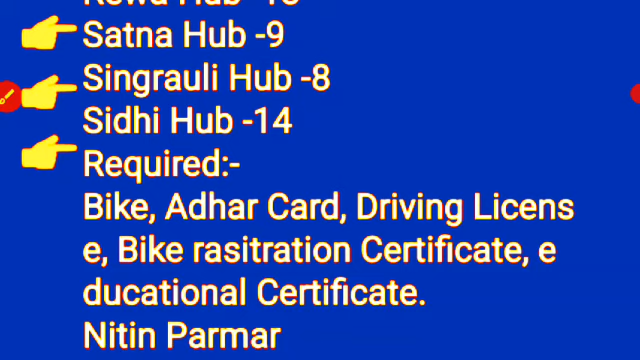 Satna Hub -9
Singrauli Hub -8
Sidhi Hub -14
Required:-
Bike, Adhar Card, Driving Licens
e, Bike rasitration Certificate, e
ducational Certificate.
Nitin Parmar